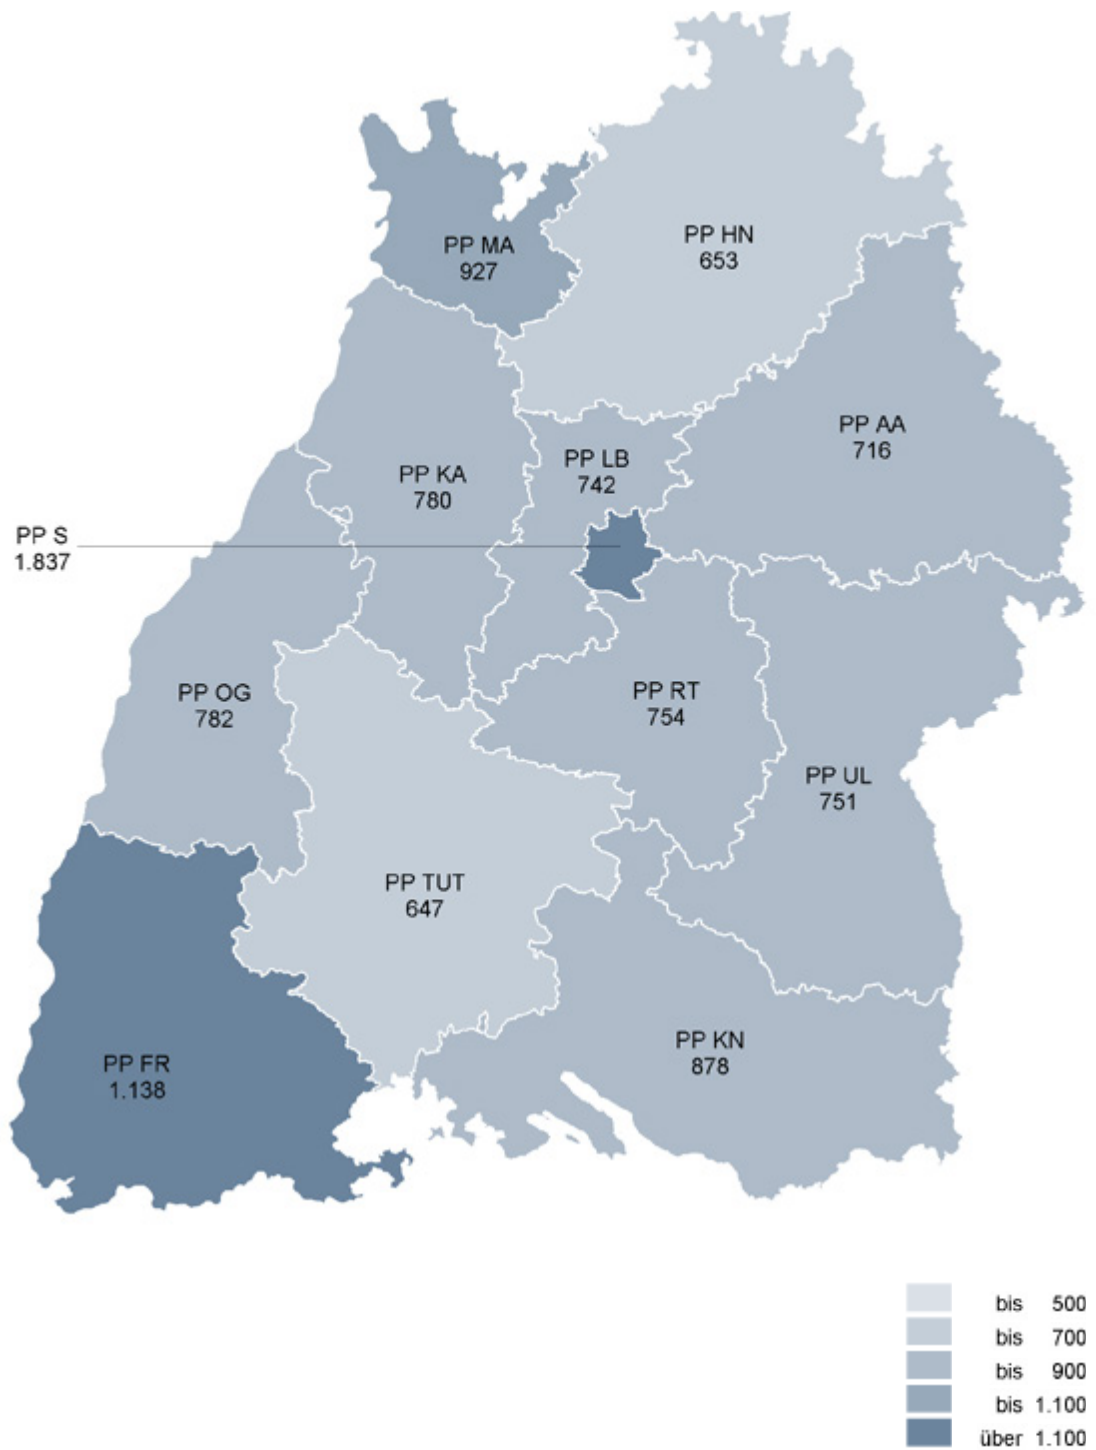 PP HN
653
PP MA
927
PP AA
716
PP LB
742
PP KA
780
PP S
1.837
PP RT
754
PP OG
782
PP UL
751
PP TUT
647
PP KN
878
PP FR
1.138
bis 500
bis 700
bis 900
bis 1.100
über 1.100